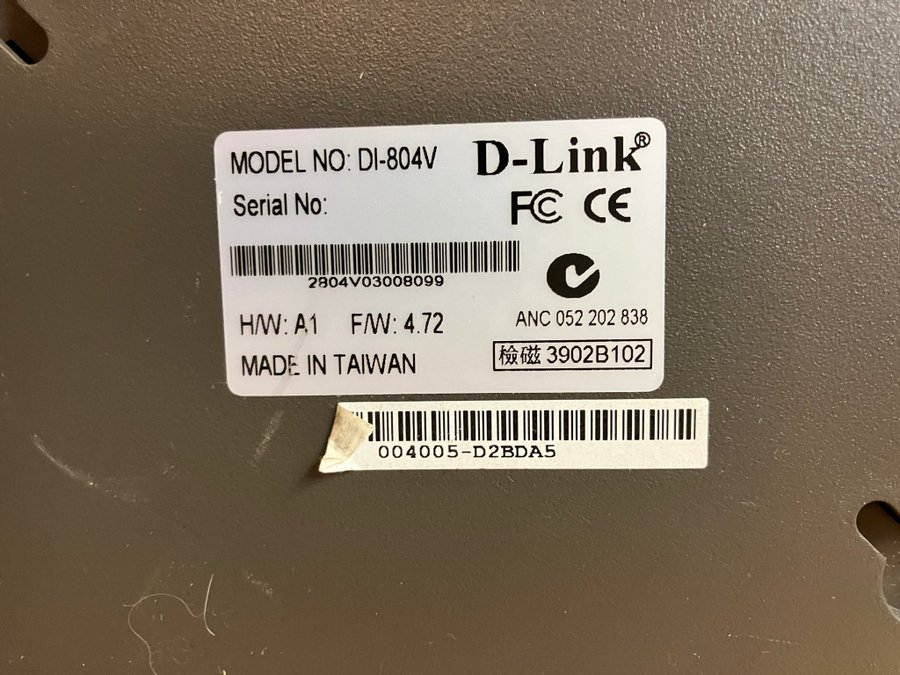 MODEL NO: DI-804V
D-Link®
Serial No:
FC CE
2804V03008099
H/W: A1 F/W: 4.72
ANC 052 202 838
MADE IN TAIWAN
檢磁 3902B102
004005-D2BDA5